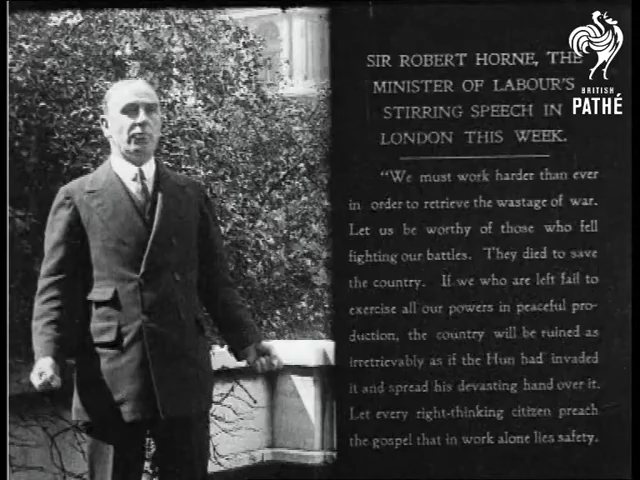 SIR ROBERT HORNE, THE
MINISTER OF LABOUR'S
STIRRING SPEECH IN
LONDON THIS WEEK.
"We must work harder than ever
in order to retrieve the wastage of war.
Let us be worthy of those who fell
fighting our battles. They died to save
the country. If we who are left fail to
exercise all our powers in peaceful pro-
duction, the country will be ruined as
irretrievably as if the Hun had invaded
it and spread his devasting hand over it.
Let every right-thinking citizen preach
the gospel that in work alone lies safety.
BRITISH
PATHÉ